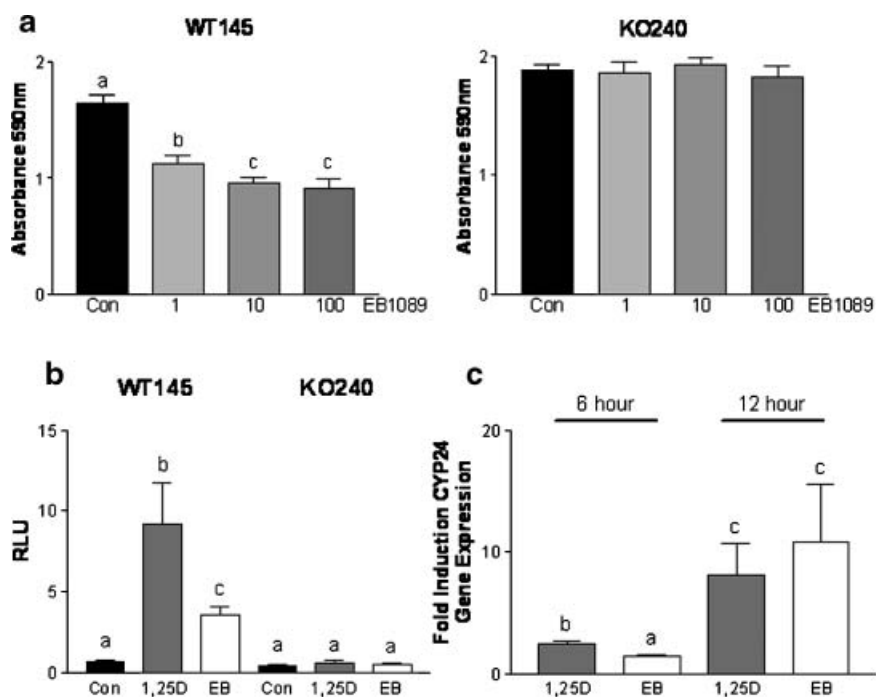 a
WT145
KO240
Absorbance 590nm
2
1
0
a
b
c
c
Con 1 10 100 EB1089
Absorbance 590nm
2
1
0
Con 1 10 100 EB1089
b
WT145 KO240
RLU
15
10
5
0
a
b
c
a
a
a
Con 1,25D EB Con 1,25D EB
c
6 hour 12 hour
Fold Induction CYP24
Gene Expression
20
10
0
b
a
c
c
1,25D EB 1,25D EB